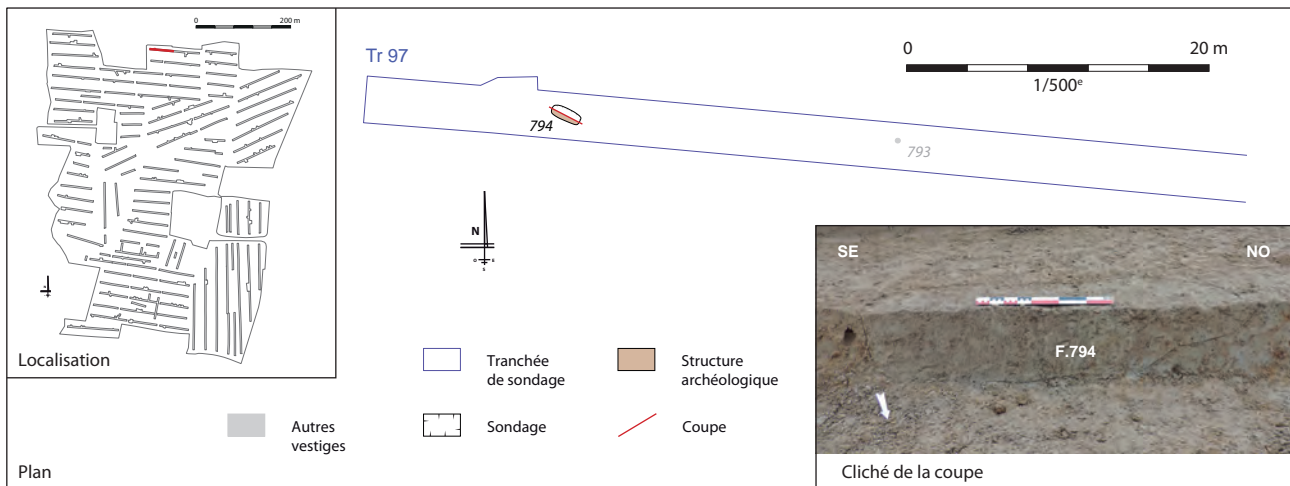 0 200 m
Localisation
Tr 97
0 20 m
1/500e
794
793
N
O E
S
Tranchée
de sondage
Structure
archéologique
Autres
vestiges
Sondage
Coupe
Plan
SE NO
F.794
Cliché de la coupe